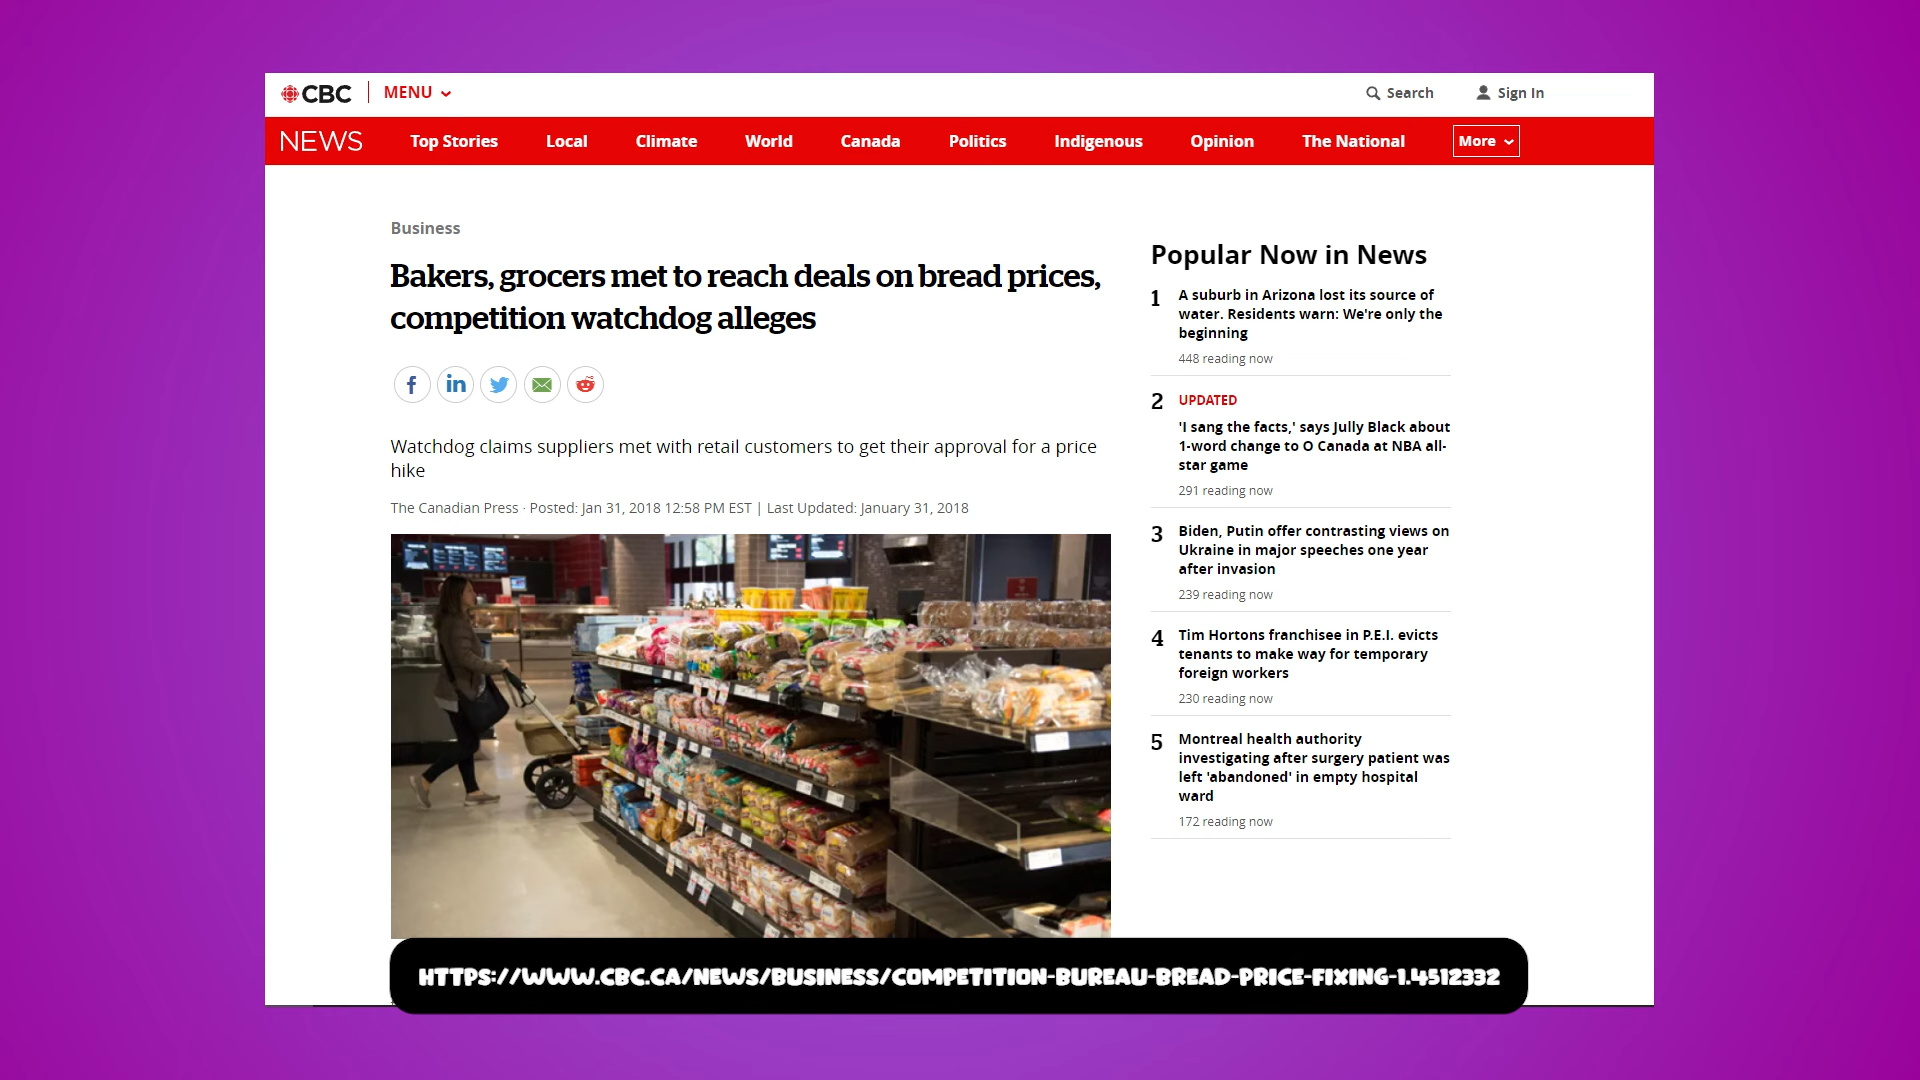 CBC
MENU
Search
Sign In
NEWS
Top Stories
Local
Climate
World
Canada
Politics
Indigenous
Opinion
The National
More
Business
Bakers, grocers met to reach deals on bread prices,
competition watchdog alleges
Watchdog claims suppliers met with retail customers to get their approval for a price
hike
The Canadian Press · Posted: Jan 31, 2018 12:58 PM EST | Last Updated: January 31, 2018
Popular Now in News
1
A suburb in Arizona lost its source of
water. Residents warn: We're only the
beginning
448 reading now
2
UPDATED
'I sang the facts,' says Jully Black about
1-word change to O Canada at NBA all-
star game
291 reading now
3
Biden, Putin offer contrasting views on
Ukraine in major speeches one year
after invasion
239 reading now
4
Tim Hortons franchisee in P.E.I. evicts
tenants to make way for temporary
foreign workers
230 reading now
5
Montreal health authority
investigating after surgery patient was
left 'abandoned' in empty hospital
ward
172 reading now
HTTPS://WWW.CBC.CA/NEWS/BUSINESS/COMPETITION-BUREAU-BREAD-PRICE-FIXING-1.4512332